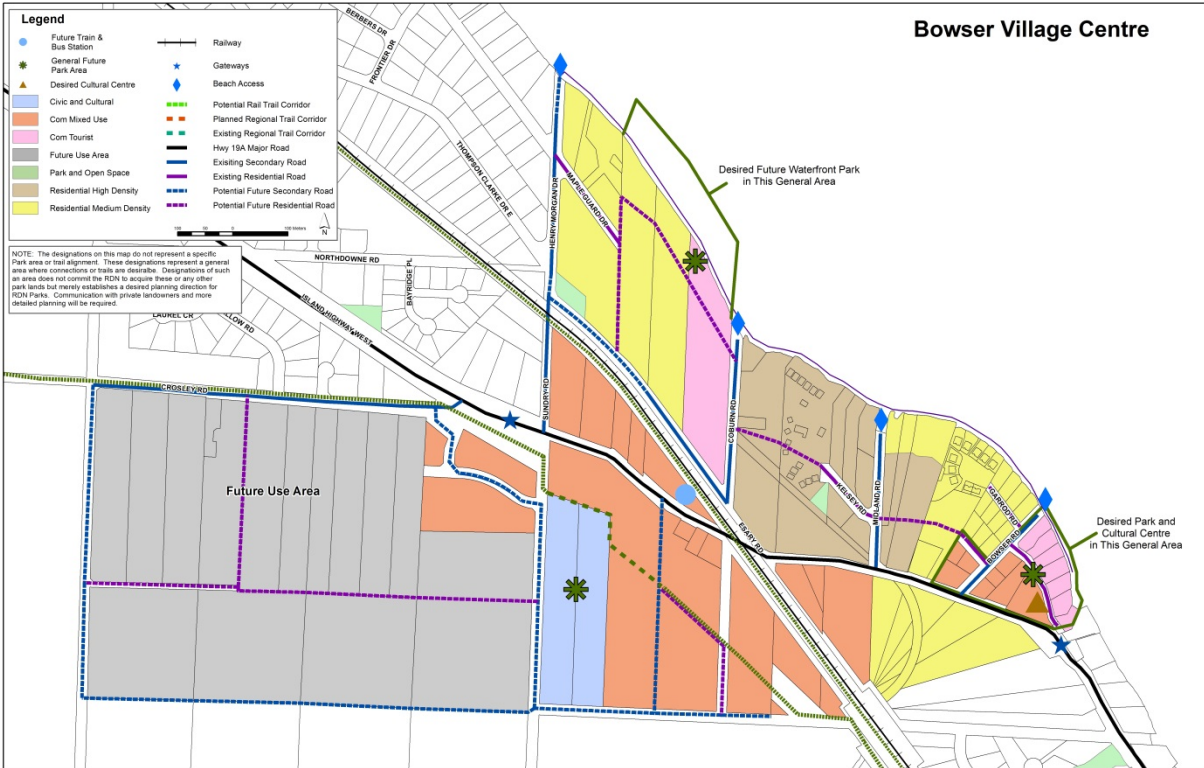 Bowser Village Centre
Legend
Future Train &
Bus Station
General Future
Park Area
Desired Cultural Centre
Civic and Cultural
Com Mixed Use
Com Tourist
Future Use Area
Park and Open Space
Residential High Density
Residential Medium Density
Railway
Gateways
Beach Access
Potential Rail Trail Corridor
Planned Regional Trail Corridor
Existing Regional Trail Corridor
Hwy 19A Major Road
Exisiting Secondary Road
Existing Residential Road
Potential Future Secondary Road
Potential Future Residential Road
100 50 0 100 Meters
N
NOTE: The designations on this map do not represent a specific
Park area or trail alignment. These designations represent a general
area where connections or trails are desiralbe. Designatioins of such
an area does not commit the RDN to acquire these or any other
park lands but merely establishes a desired planning direction for
RDN Parks. Communication with private landowners and more
detailed planning will be required.
BERBERS DR
FRONTIER DR
THOMPSON CLARKE DR E
HENRY MORGAN DR
MAPLE GUARD DR
Desired Future Waterfront Park
in This General Area
NORTHDOWNE RD
BAYRIDGE PL
ISLAND HIGHWAY WEST
LAUREL CR
LLOW RD
CROSLEY RD
SUNDRY RD
COBURN RD
KELSEY RD
MIDLAND RD
GARROD RD
BOWSER RD
ESARY RD
Future Use Area
Desired Park and
Cultural Centre
in This General Area